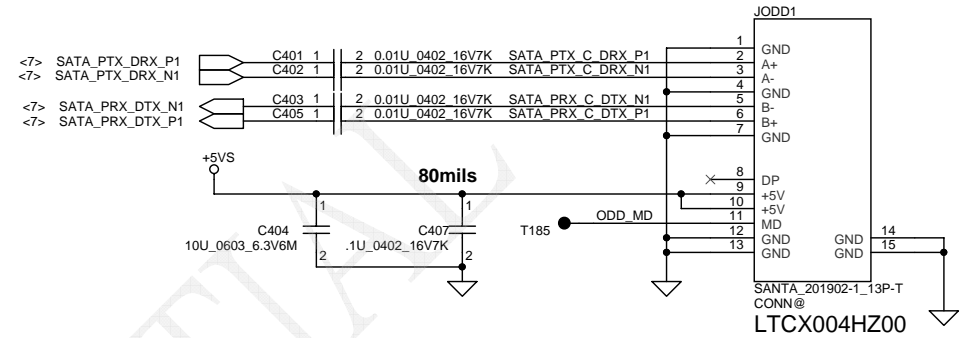 JODD1
<7> SATA_PTX_DRX_P1 C401 1 2 0.01U_0402_16V7K SATA_PTX_C_DRX_P1
<7> SATA_PTX_DRX_N1 C402 1 2 0.01U_0402_16V7K SATA_PTX_C_DRX_N1
<7> SATA_PRX_DTX_N1 C403 1 2 0.01U_0402_16V7K SATA_PRX_C_DTX_N1
<7> SATA_PRX_DTX_P1 C405 1 2 0.01U_0402_16V7K SATA_PRX_C_DTX_P1
1 GND
2 A+
3 A-
4 GND
5 B-
6 B+
7 GND
+5VS
80mils
8 DP
9 +5V
10 +5V
11 MD
12 GND
13 GND
GND 14
GND 15
1
C404
10U_0603_6.3V6M
2
1
C407
.1U_0402_16V7K
2
T185 ODD_MD
SANTA_201902-1_13P-T
CONN@
LTCX004HZ00